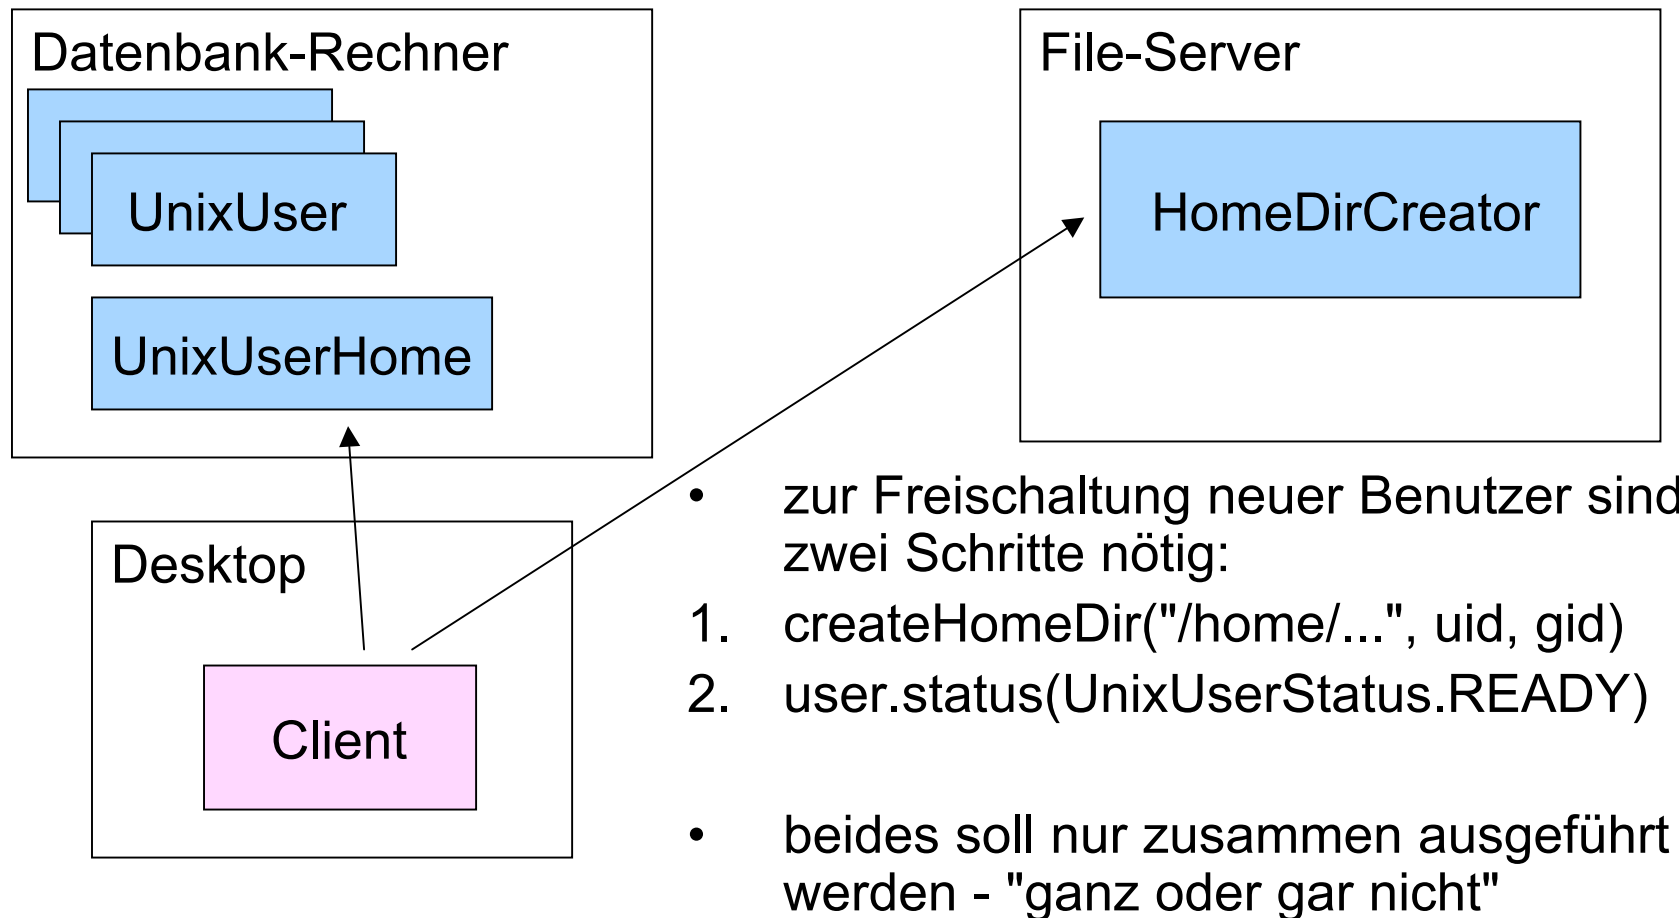 Datenbank-Rechner
UnixUser
UnixUserHome
File-Server
HomeDirCreator
Desktop
Client
• zur Freischaltung neuer Benutzer sind
zwei Schritte nötig:
1. createHomeDir("/home/...", uid, gid)
2. user.status(UnixUserStatus.READY)
• beides soll nur zusammen ausgeführt
werden - "ganz oder gar nicht"